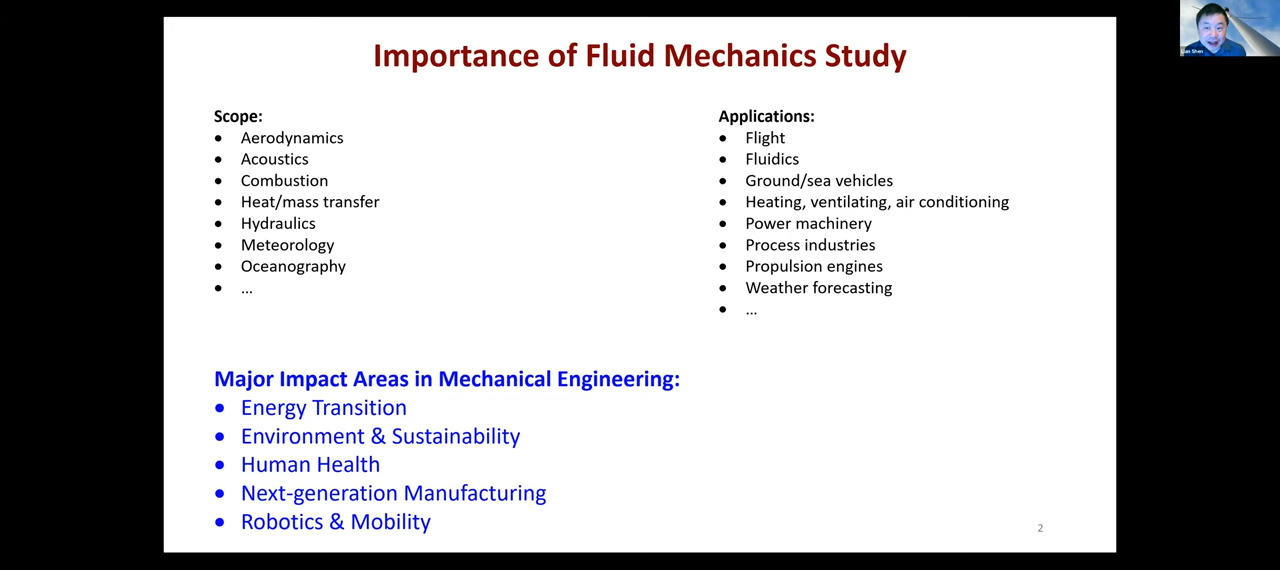 Importance of Fluid Mechanics Study
Scope:
• Aerodynamics
• Acoustics
• Combustion
• Heat/mass transfer
• Hydraulics
• Meteorology
• Oceanography
• ...
Applications:
• Flight
• Fluidics
• Ground/sea vehicles
• Heating, ventilating, air conditioning
• Power machinery
• Process industries
• Propulsion engines
• Weather forecasting
• ...
Major Impact Areas in Mechanical Engineering:
• Energy Transition
• Environment & Sustainability
• Human Health
• Next-generation Manufacturing
• Robotics & Mobility
2
Shen